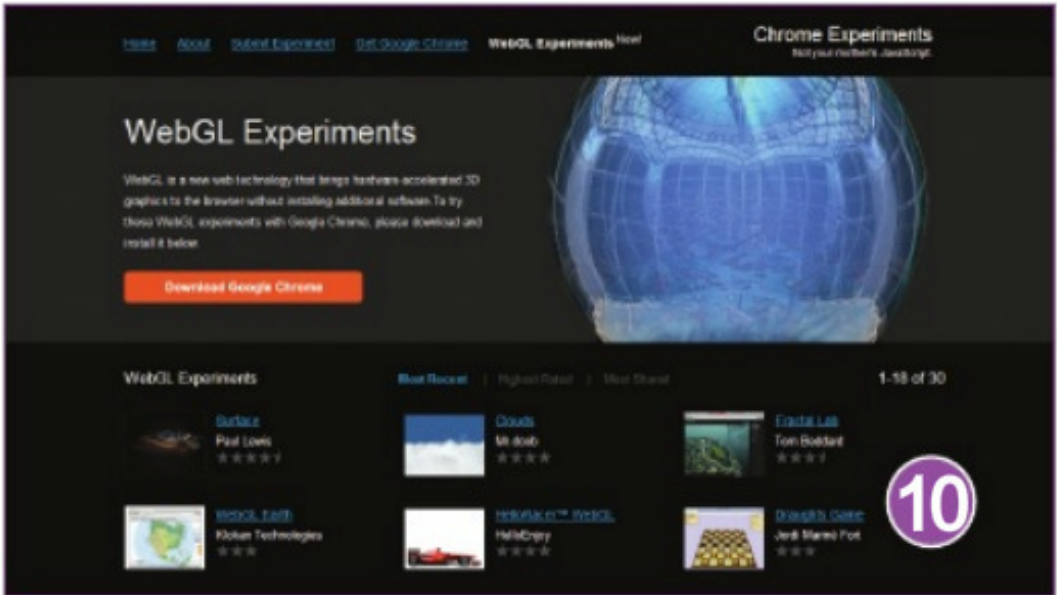 Home About Submit Experiment Get Google Chrome WebGL Experiments New!
Chrome Experiments
Not your mother's JavaScript.
WebGL Experiments
WebGL is a new web technology that brings hardware-accelerated 3D
graphics to the browser without installing additional software. To try
these WebGL experiments with Google Chrome, please download and
install it below.
Download Google Chrome
WebGL Experiments
Most Recent | Highest Rated | Most Shared
1-18 of 30
Surface
Paul Lewis
Clouds
Mr.doob
Fractal Lab
Tom Beddard
WebGL Earth
Klokan Technologies
HelloRacer™ WebGL
HelloEnjoy
Draughts Game
Jordi Marinè Fort
10